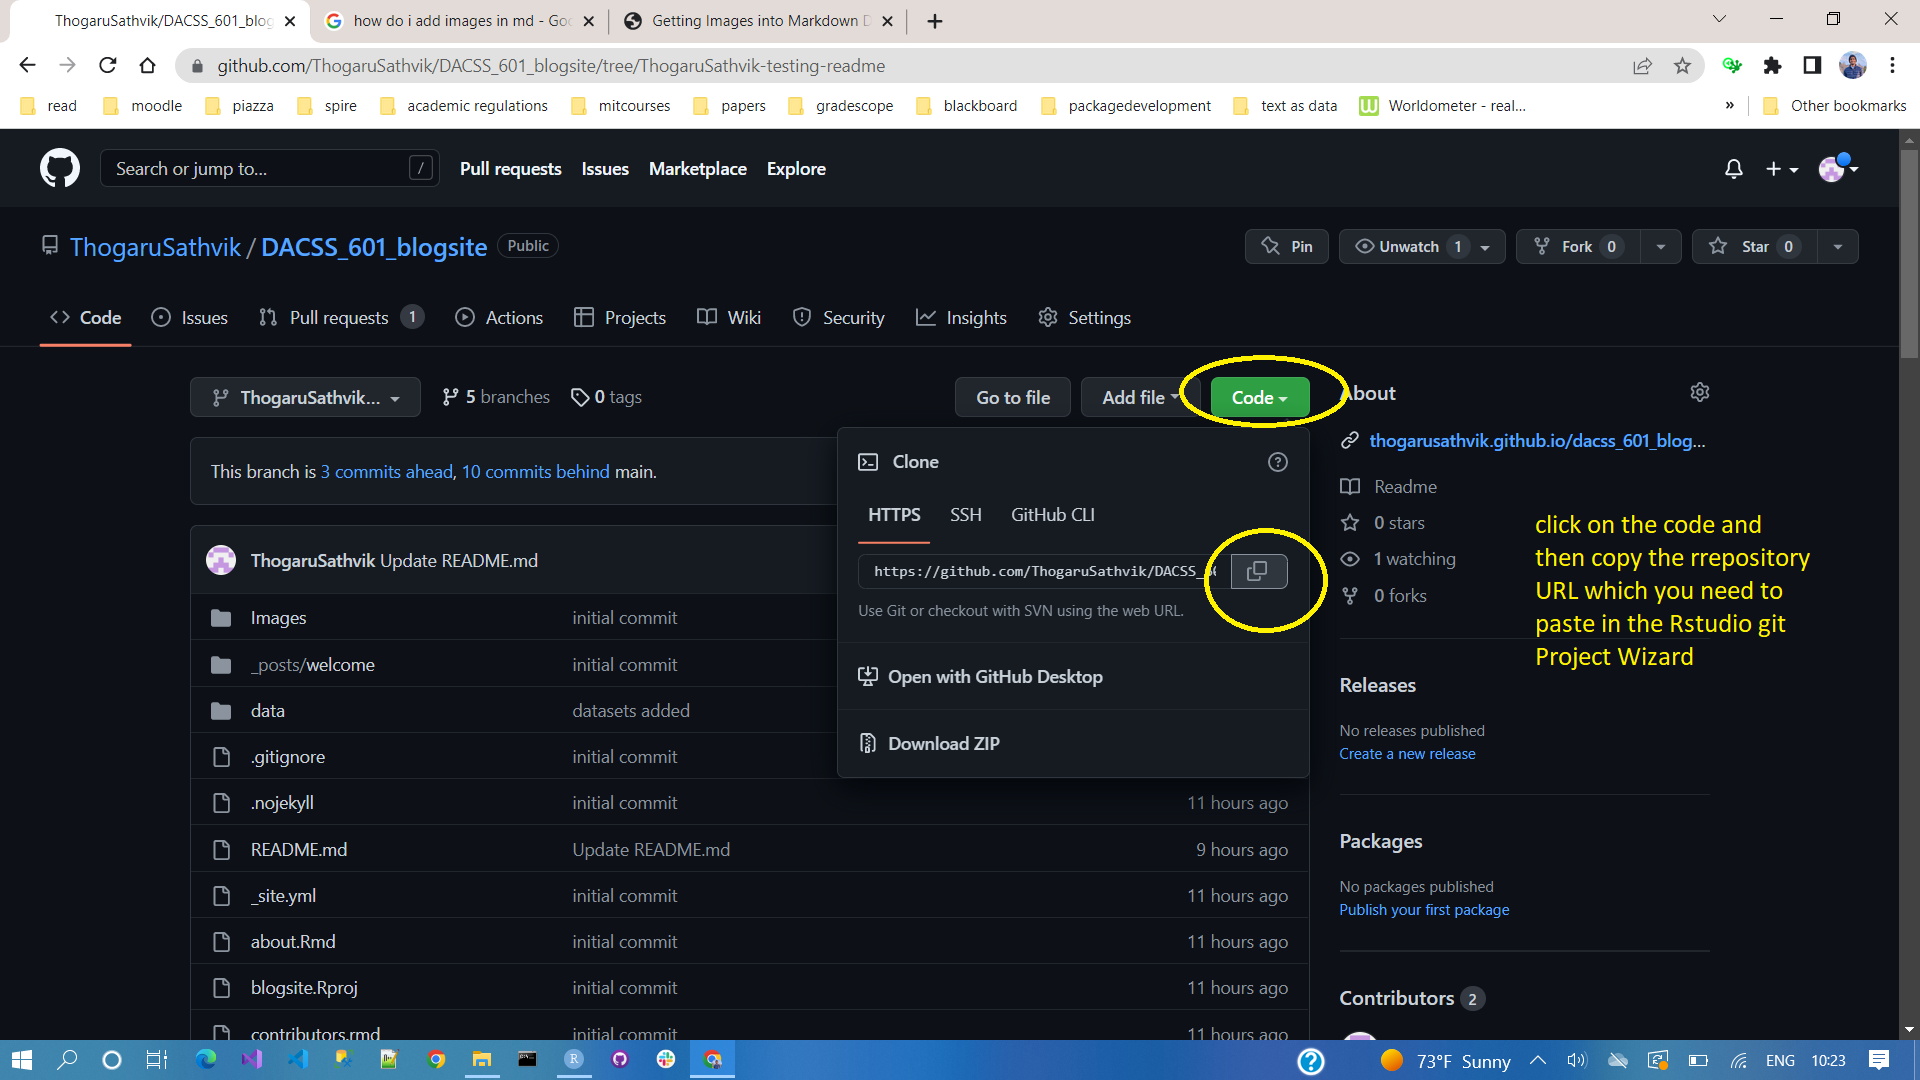 ThogaruSathvik/DACSS_601_blog
how do i add images in md - Goo
Getting Images into Markdown D
github.com/ThogaruSathvik/DACSS_601_blogsite/tree/ThogaruSathvik-testing-readme
read moodle piazza spire academic regulations mitcourses papers gradescope blackboard packagedevelopment text as data Worldometer - real... » Other bookmarks
Search or jump to... / Pull requests Issues Marketplace Explore
ThogaruSathvik / DACSS_601_blogsite Public
Pin Unwatch 1 Fork 0 Star 0
Code Issues Pull requests 1 Actions Projects Wiki Security Insights Settings
ThogaruSathvik... 5 branches 0 tags Go to file Add file Code
This branch is 3 commits ahead, 10 commits behind main.
ThogaruSathvik Update README.md
Images initial commit
_posts/welcome initial commit
data datasets added
.gitignore initial commit
.nojekyll initial commit 11 hours ago
README.md Update README.md 9 hours ago
_site.yml initial commit 11 hours ago
about.Rmd initial commit 11 hours ago
blogsite.Rproj initial commit 11 hours ago
contributors.rmd initial commit 11 hours ago
Clone
HTTPS SSH GitHub CLI
https://github.com/ThogaruSathvik/DACSS_60
Use Git or checkout with SVN using the web URL.
Open with GitHub Desktop
Download ZIP
About
thogarusathvik.github.io/dacss_601_blog...
Readme
0 stars
1 watching
0 forks
click on the code and
then copy the rrepository
URL which you need to
paste in the Rstudio git
Project Wizard
Releases
No releases published
Create a new release
Packages
No packages published
Publish your first package
Contributors 2
73°F Sunny ENG 10:23